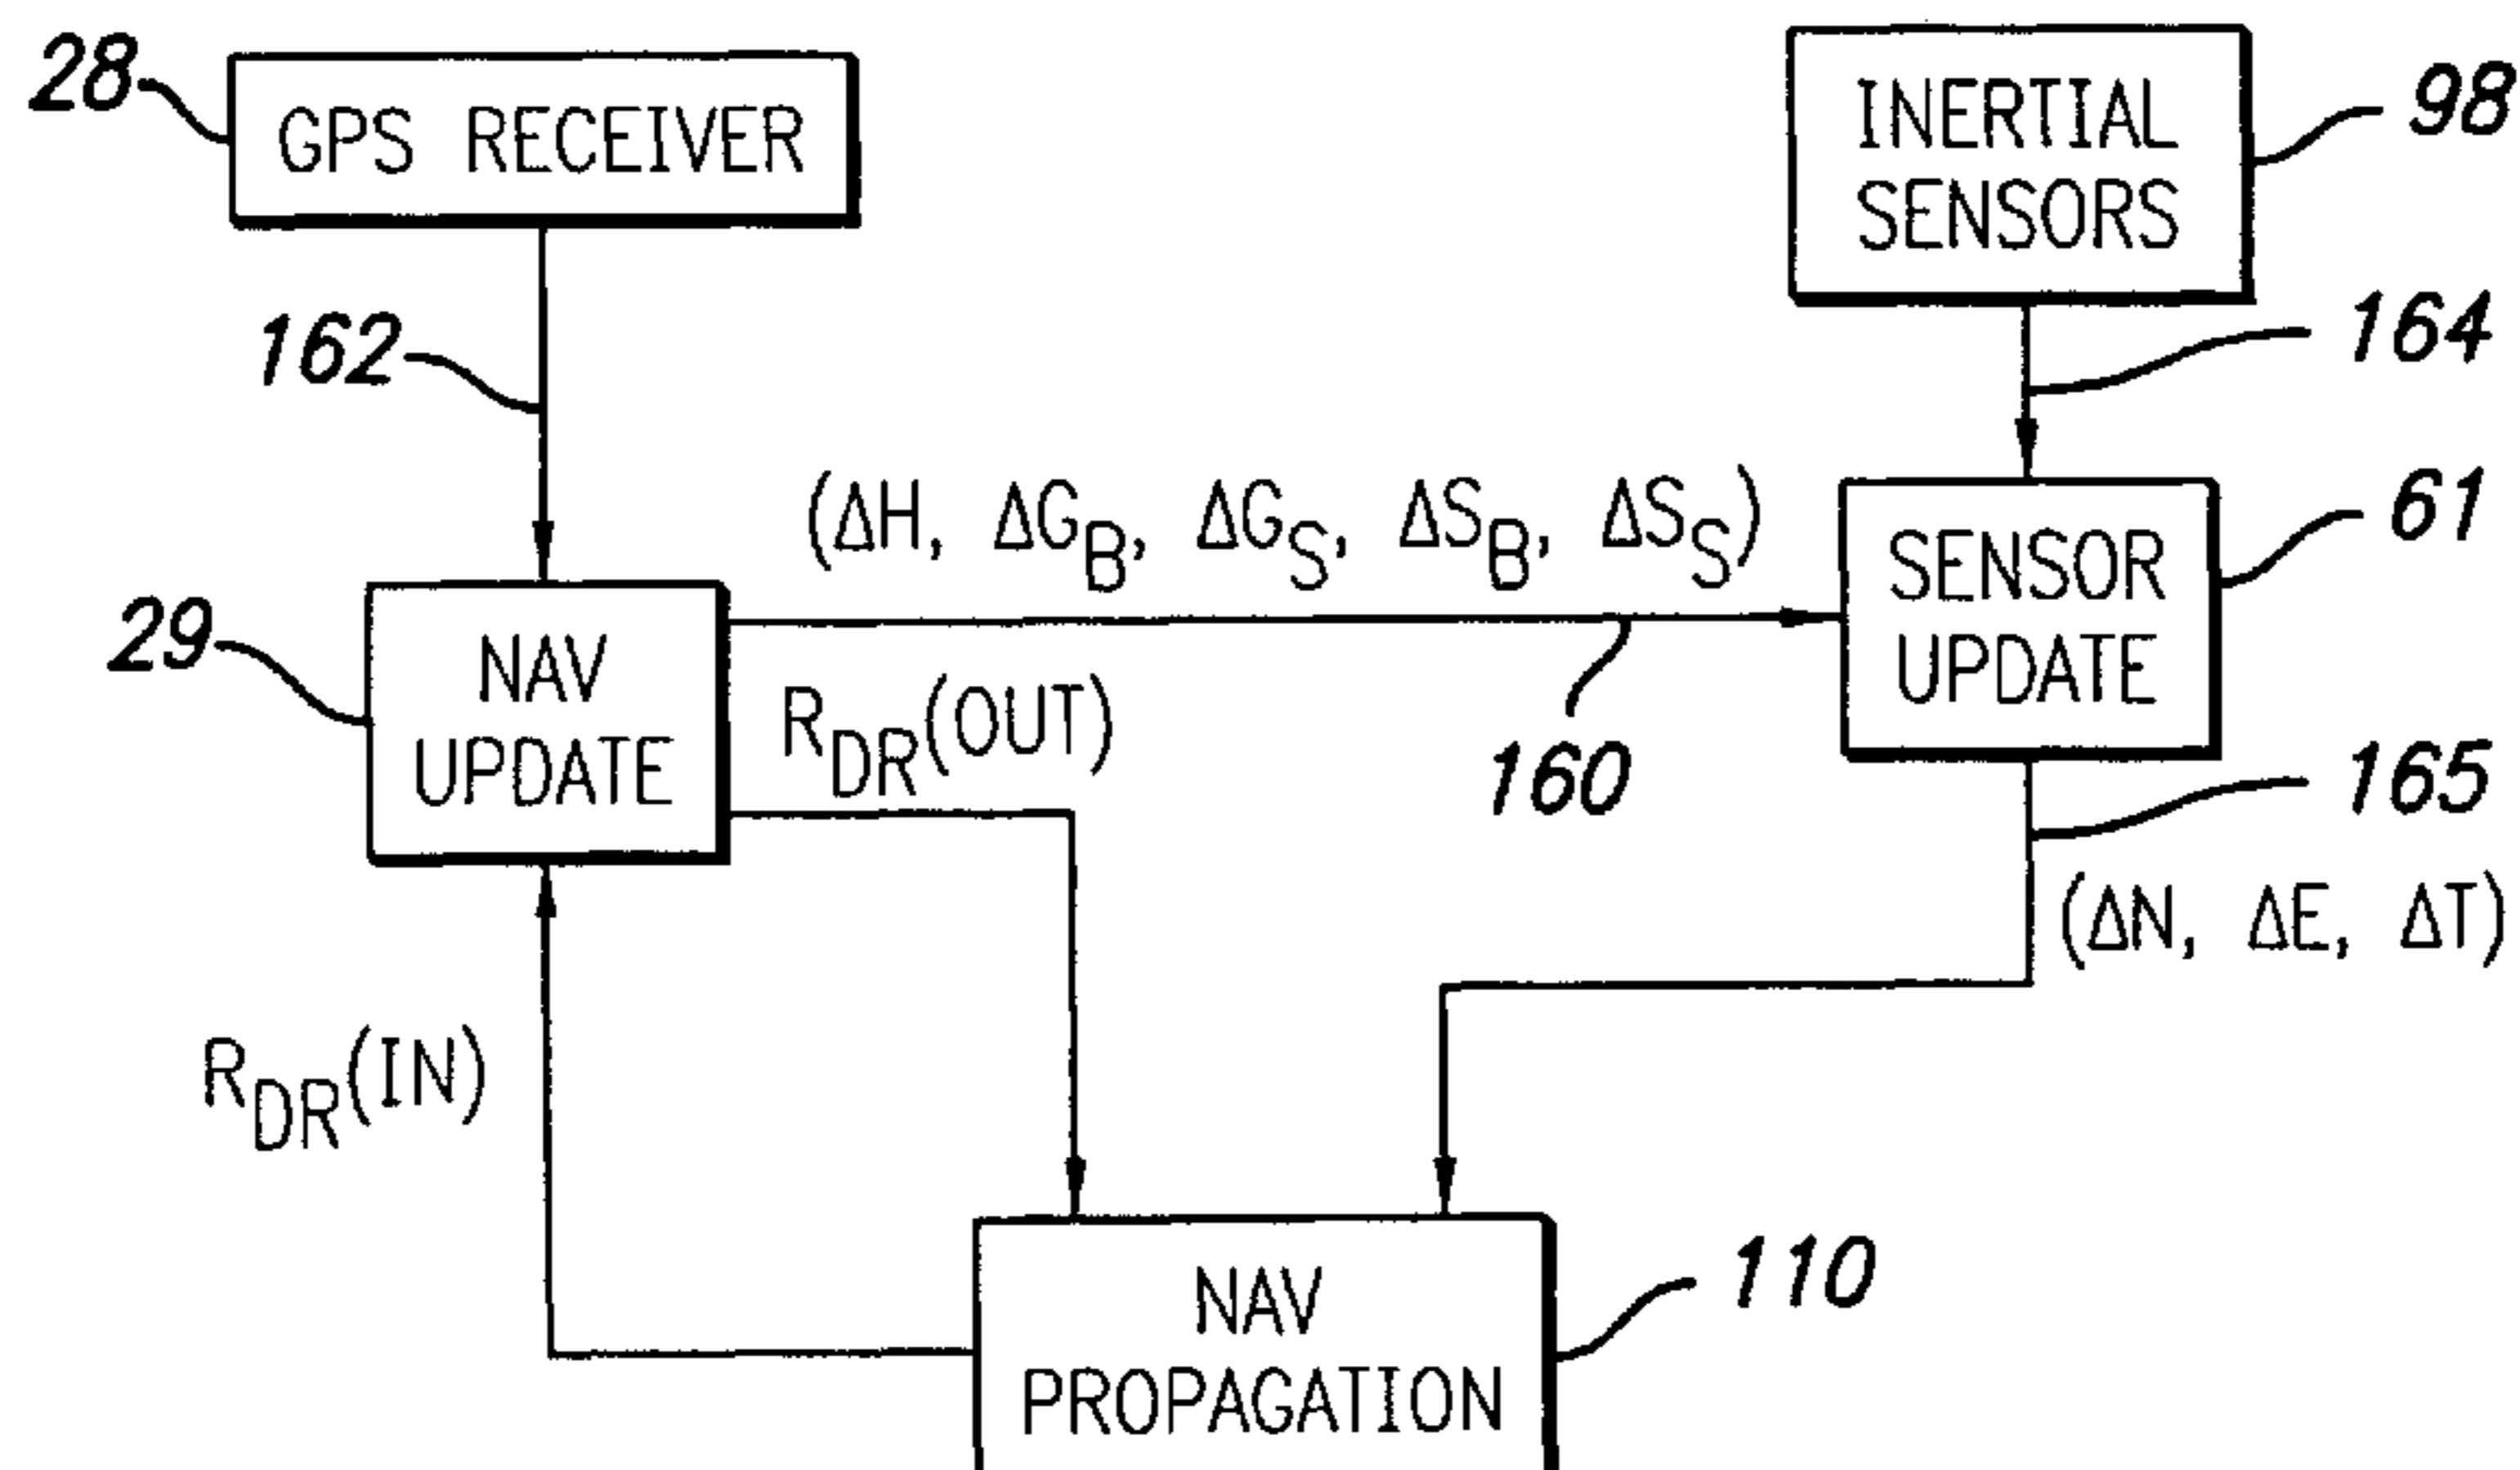 28
GPS RECEIVER
INERTIAL
SENSORS
98
162
164
(ΔH, ΔG_B, ΔG_S, ΔS_B, ΔS_S)
61
SENSOR
UPDATE
29
NAV
UPDATE
R_DR(OUT)
160
165
(ΔN, ΔE, ΔT)
R_DR(IN)
110
NAV
PROPAGATION